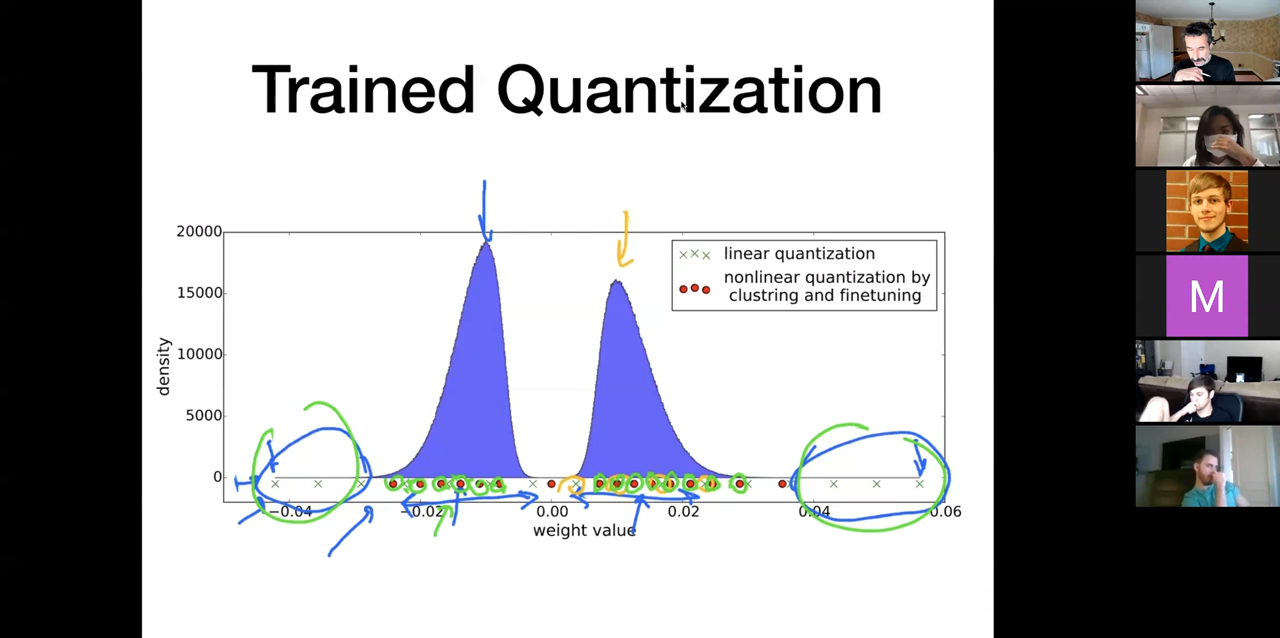 Trained Quantization
20000
15000
10000
5000
0
density
linear quantization
nonlinear quantization by
clustring and finetuning
−0.04
−0.02
0.00
0.02
0.04
0.06
weight value
M